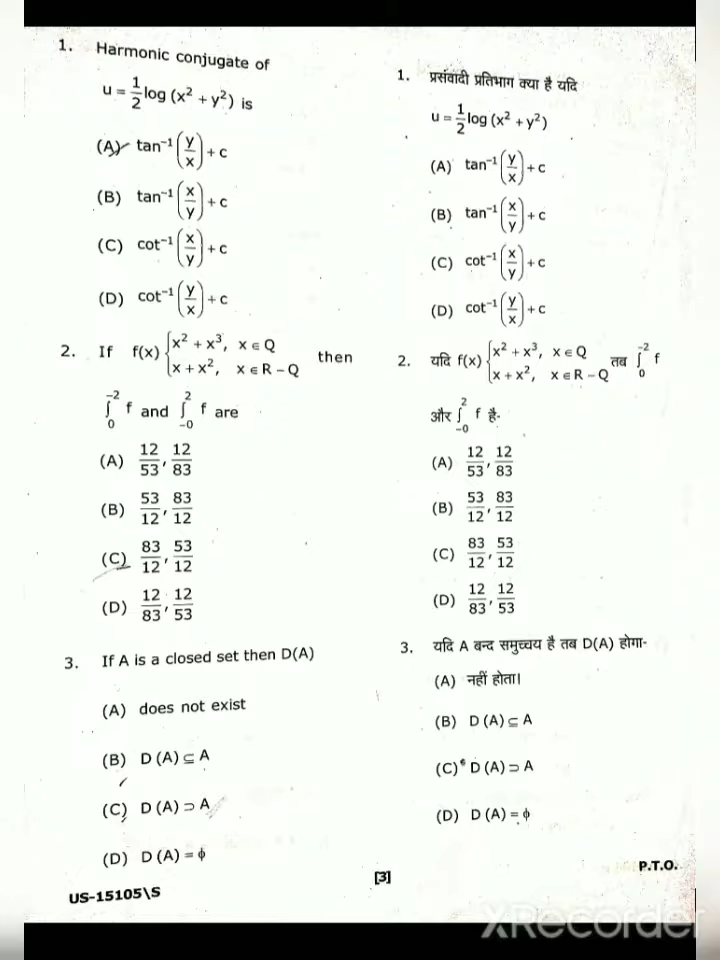 1. Harmonic conjugate of
u = 1/2 log (x² + y²) is
(A) tan⁻¹(y/x) + c
(B) tan⁻¹(x/y) + c
(C) cot⁻¹(x/y) + c
(D) cot⁻¹(y/x) + c
2. If f(x) {x² + x³, x ∈ Q
x + x², x ∈ R – Q then
∫₀⁻² f and ∫₋₀² f are
(A) 12/53, 12/83
(B) 53/12, 83/12
(C) 83/12, 53/12
(D) 12/83, 12/53
3. If A is a closed set then D(A)
(A) does not exist
(B) D (A) ⊆ A
(C) D (A) ⊃ A
(D) D (A) = ϕ
US-15105\S
1. प्रसंवादी प्रतिभाग क्या है यदि
u = 1/2 log (x² + y²)
(A) tan⁻¹(y/x) + c
(B) tan⁻¹(x/y) + c
(C) cot⁻¹(x/y) + c
(D) cot⁻¹(y/x) + c
2. यदि f(x) {x² + x³, x ∈ Q
x + x², x ∈ R – Q तब ∫₀⁻² f
और ∫₋₀² f है-
(A) 12/53, 12/83
(B) 53/12, 83/12
(C) 83/12, 53/12
(D) 12/83, 12/53
3. यदि A बन्द समुच्चय है तब D(A) होगा-
(A) नहीं होता।
(B) D (A) ⊆ A
(C) D (A) ⊃ A
(D) D (A) = ϕ
[3]
P.T.O.
XRecorder